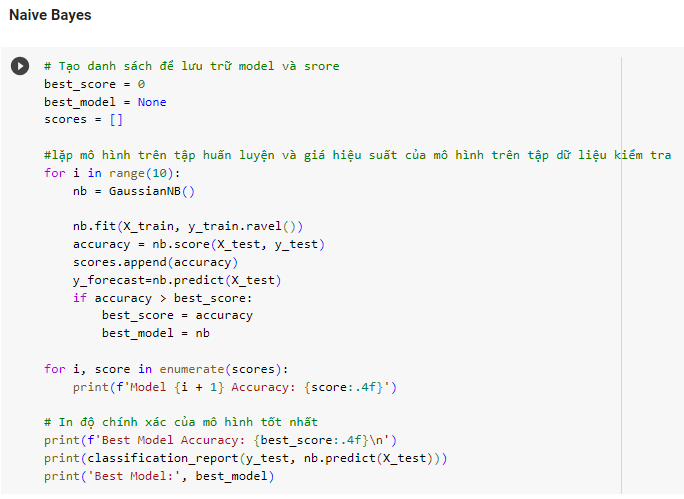 Naive Bayes
# Tạo danh sách để lưu trữ model và srore
best_score = 0
best_model = None
scores = []
#lặp mô hình trên tập huấn luyện và giá hiệu suất của mô hình trên tập dữ liệu kiểm tra
for i in range(10):
    nb = GaussianNB()
    nb.fit(X_train, y_train.ravel())
    accuracy = nb.score(X_test, y_test)
    scores.append(accuracy)
    y_forecast=nb.predict(X_test)
    if accuracy > best_score:
        best_score = accuracy
        best_model = nb
for i, score in enumerate(scores):
    print(f'Model {i + 1} Accuracy: {score:.4f}')
# In độ chính xác của mô hình tốt nhất
print(f'Best Model Accuracy: {best_score:.4f}\n')
print(classification_report(y_test, nb.predict(X_test)))
print('Best Model:', best_model)